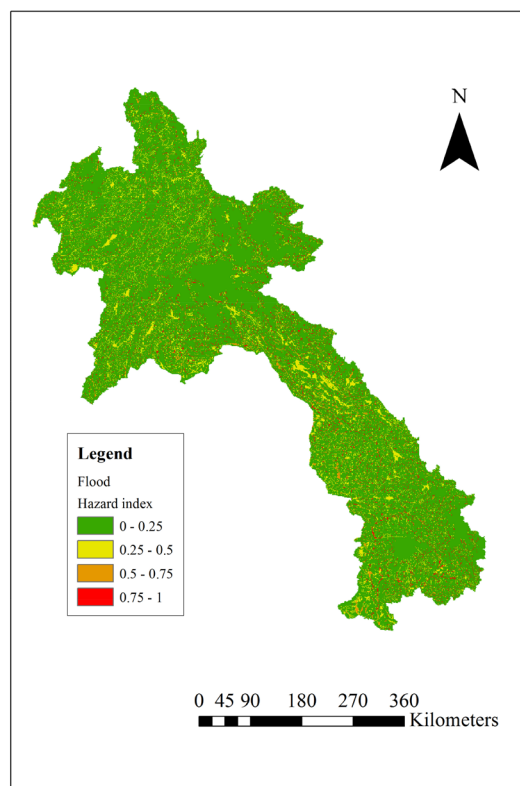 N
Legend
Flood
Hazard index
0 - 0.25
0.25 - 0.5
0.5 - 0.75
0.75 - 1
0 45 90 180 270 360
Kilometers